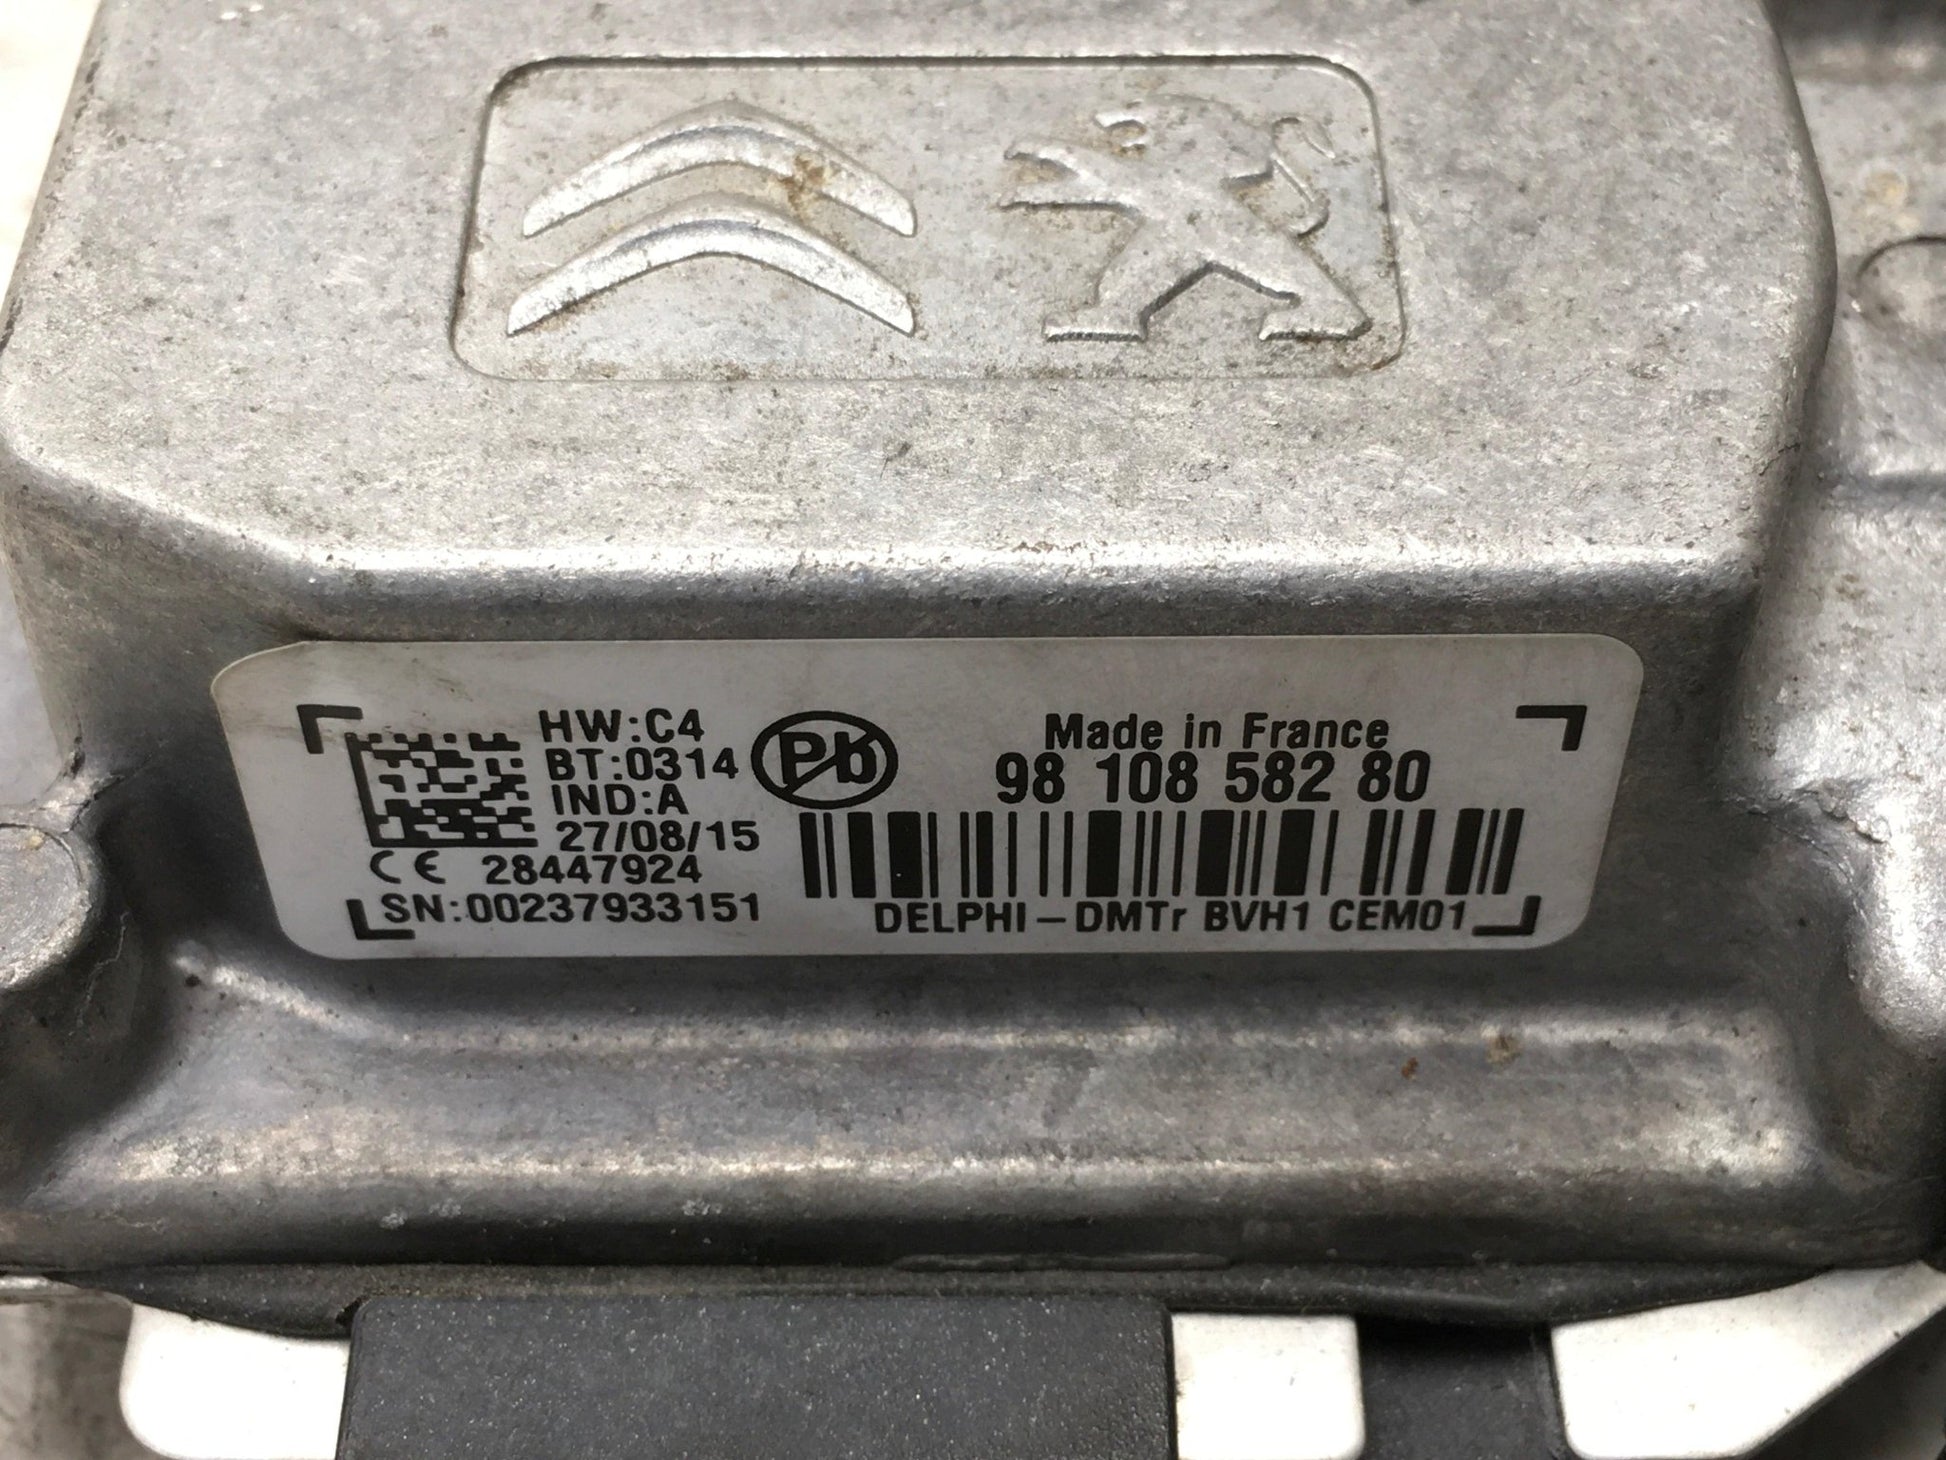 HW:C4
BT:0314
IND:A
27/08/15
CE 28447924
SN:00237933151
Pb
Made in France
98 108 582 80
DELPHI-DMTr BVH1 CEM01